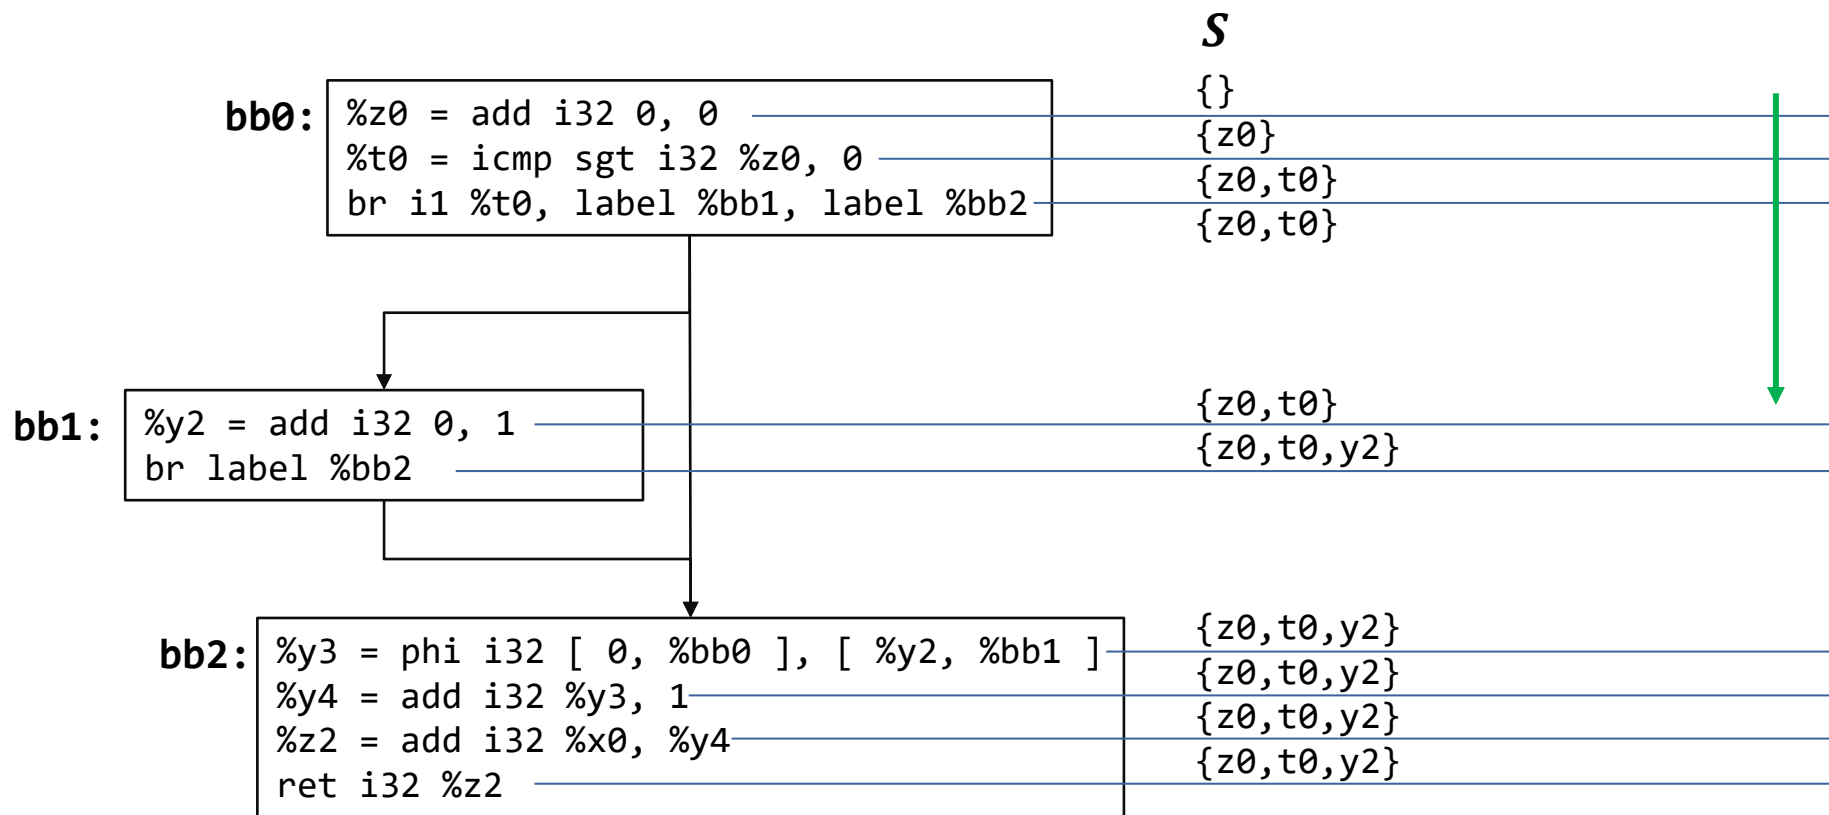 S
bb0:
%z0 = add i32 0, 0
%t0 = icmp sgt i32 %z0, 0
br i1 %t0, label %bb1, label %bb2
{}
{z0}
{z0,t0}
{z0,t0}
bb1:
%y2 = add i32 0, 1
br label %bb2
{z0,t0}
{z0,t0,y2}
bb2:
%y3 = phi i32 [ 0, %bb0 ], [ %y2, %bb1 ]
%y4 = add i32 %y3, 1
%z2 = add i32 %x0, %y4
ret i32 %z2
{z0,t0,y2}
{z0,t0,y2}
{z0,t0,y2}
{z0,t0,y2}